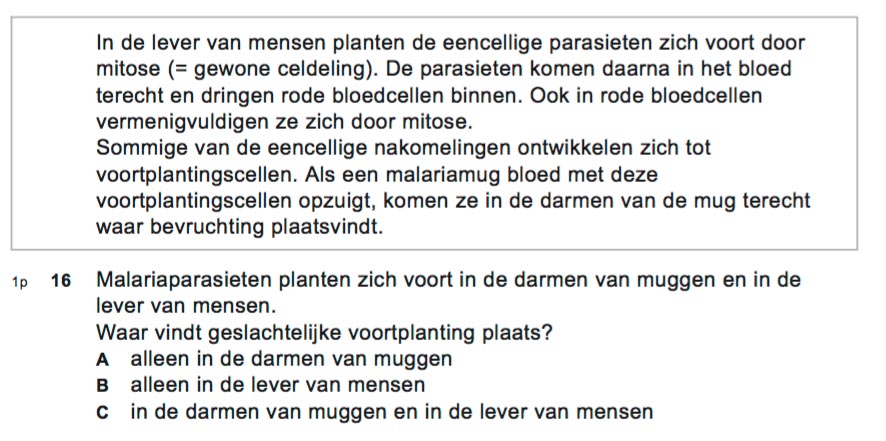 In de lever van mensen planten de eencellige parasieten zich voort door
mitose (= gewone celdeling). De parasieten komen daarna in het bloed
terecht en dringen rode bloedcellen binnen. Ook in rode bloedcellen
vermenigvuldigen ze zich door mitose.
Sommige van de eencellige nakomelingen ontwikkelen zich tot
voortplantingscellen. Als een malariamug bloed met deze
voortplantingscellen opzuigt, komen ze in de darmen van de mug terecht
waar bevruchting plaatsvindt.
1p 16 Malariaparasieten planten zich voort in de darmen van muggen en in de
lever van mensen.
Waar vindt geslachtelijke voortplanting plaats?
A alleen in de darmen van muggen
B alleen in de lever van mensen
C in de darmen van muggen en in de lever van mensen